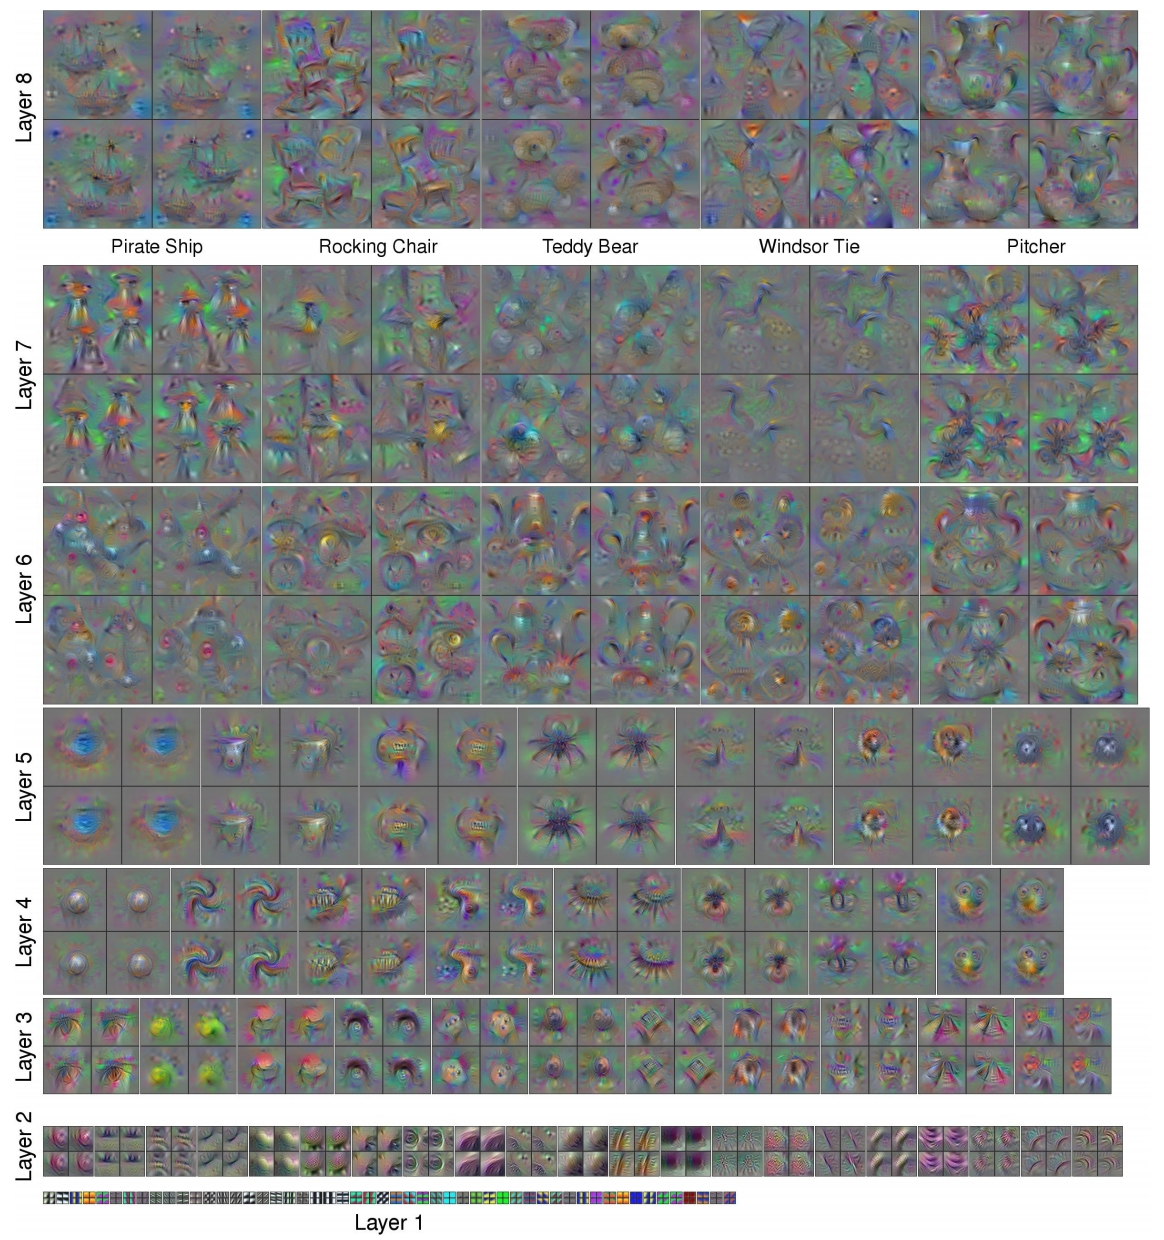 Layer 8
Pirate Ship
Rocking Chair
Teddy Bear
Windsor Tie
Pitcher
Layer 7
Layer 6
Layer 5
Layer 4
Layer 3
Layer 2
Layer 1